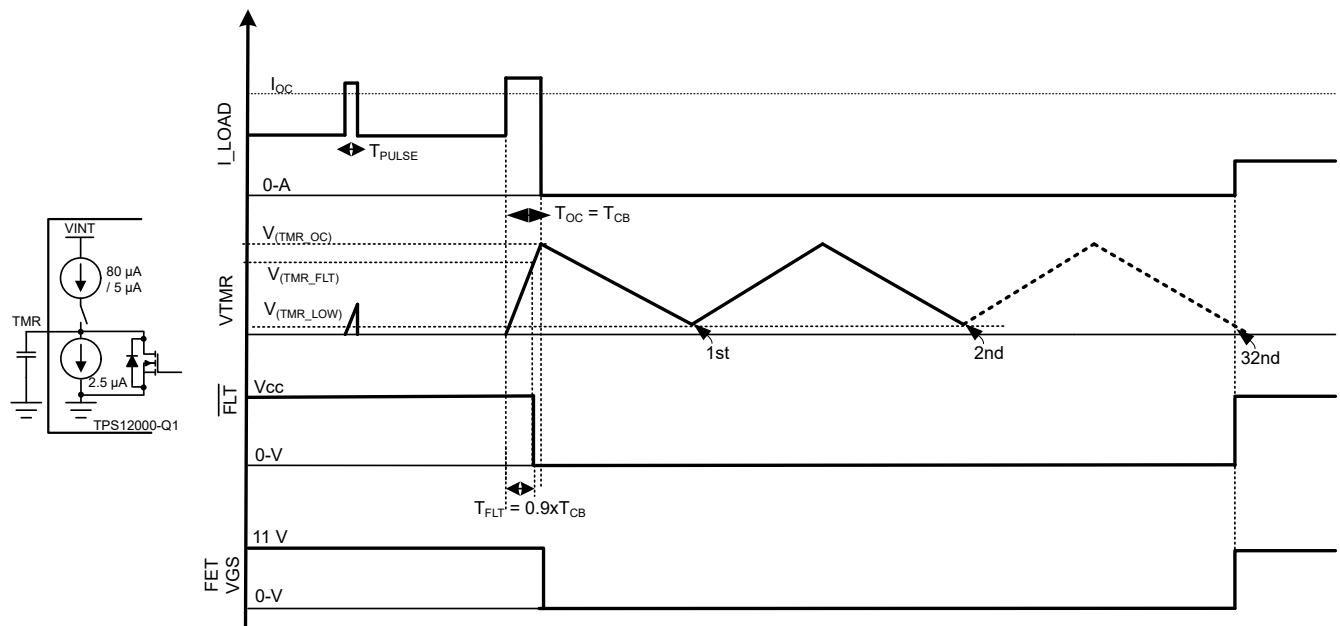 I_LOAD
I_OC
T_PULSE
0-A
T_OC = T_CB
VINT
80 µA
/ 5 µA
TMR
2.5 µA
TPS12000-Q1
VTMR
V_(TMR_OC)
V_(TMR_FLT)
V_(TMR_LOW)
1st
2nd
32nd
FLT
Vcc
0-V
T_FLT = 0.9xT_CB
FET
VGS
11 V
0-V